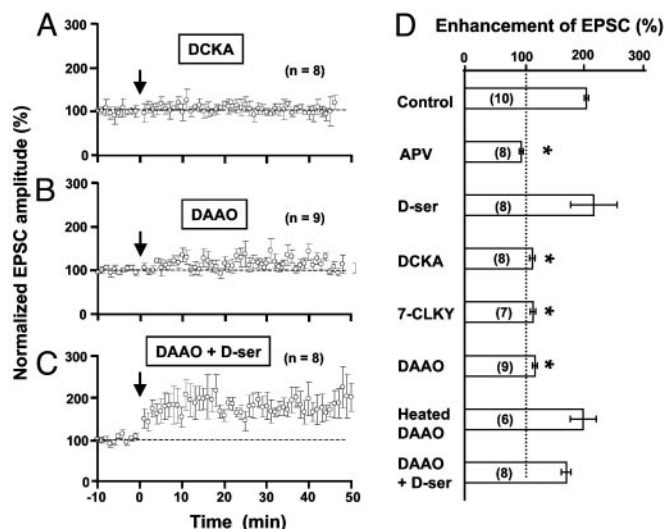 A
DCKA
(n = 8)
300
200
100
0
B
DAAO
(n = 9)
300
200
100
0
C
DAAO + D-ser
(n = 8)
300
200
100
0
-10 0 10 20 30 40 50
Time (min)
Normalized EPSC amplitude (%)
D
Enhancement of EPSC (%)
0 100 200 300
Control (10)
APV (8) *
D-ser (8)
DCKA (8) *
7-CLKY (7) *
DAAO (9) *
Heated
DAAO (6)
DAAO
+ D-ser (8)